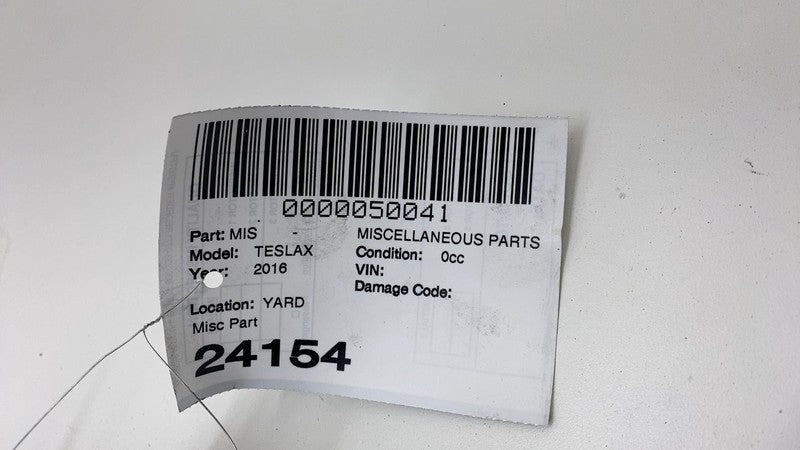 0000050041
Part: MIS - MISCELLANEOUS PARTS
Model: TESLAX Condition: 0cc
Year: 2016 VIN:
Damage Code:
Location: YARD
Misc Part
24154